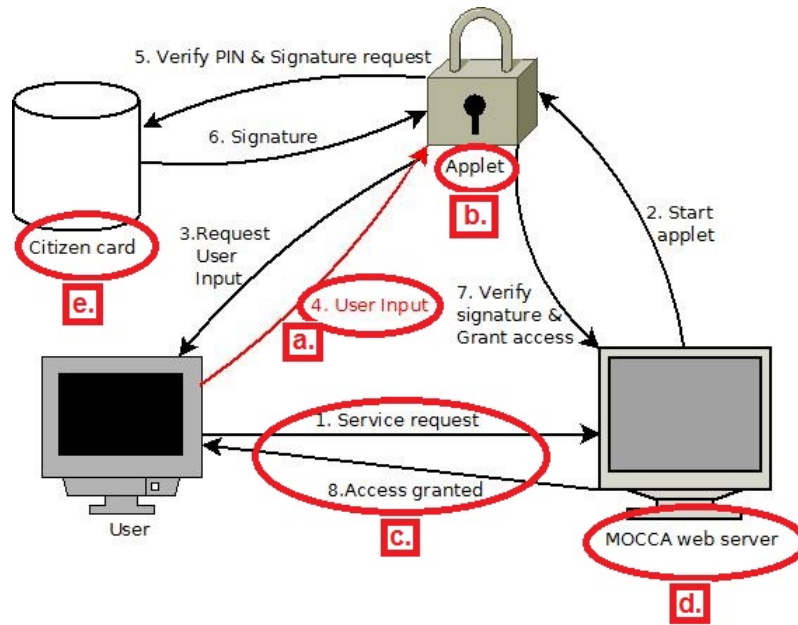 5. Verify PIN & Signature request
6. Signature
Applet
b.
2. Start
applet
Citizen card
e.
3.Request
User
Input
4. User Input
a.
7. Verify
signature &
Grant access
1. Service request
8.Access granted
c.
User
MOCCA web server
d.